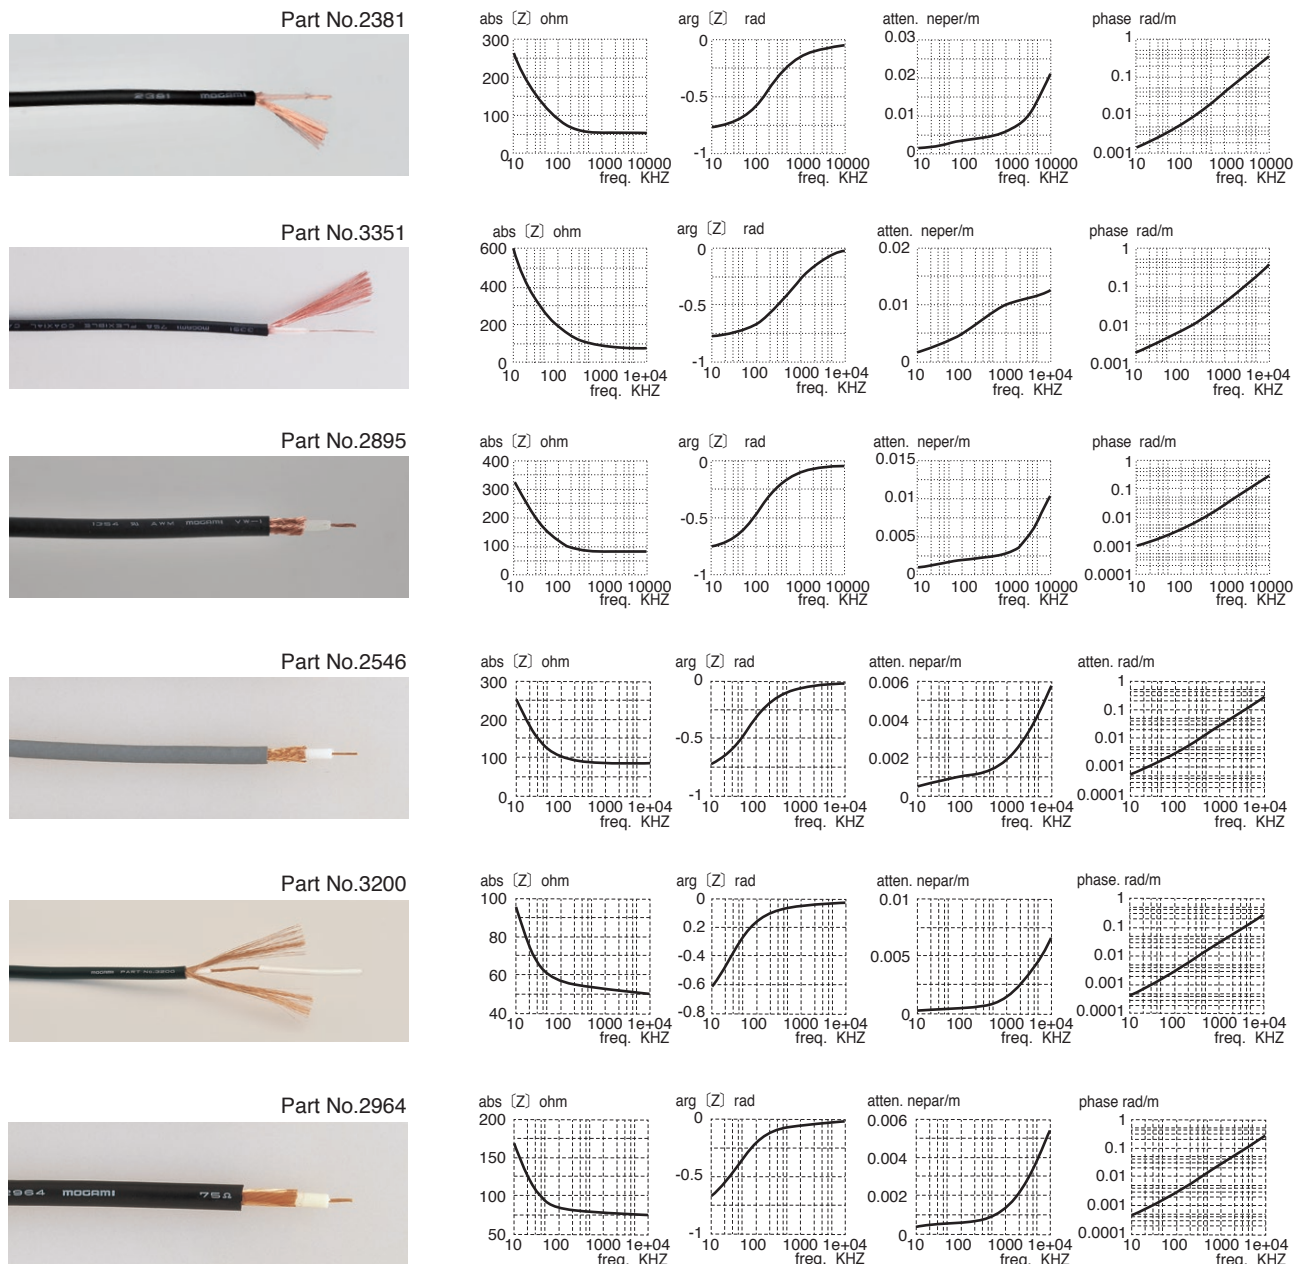 Part No.2381
2381 MOGAMI
abs [Z] ohm
300
200
100
0
10 100 1000 10000
freq. KHZ
arg [Z] rad
0
-0.5
-1
10 100 1000 10000
freq. KHZ
atten. neper/m
0.03
0.02
0.01
0
10 100 1000 10000
freq. KHZ
phase rad/m
1
0.1
0.01
0.001
10 100 1000 10000
freq. KHZ
Part No.3351
75Ω FLEXIBLE COAXIAL MOGAMI 3351
abs [Z] ohm
600
400
200
0
10 100 1000 1e+04
freq. KHZ
arg [Z] rad
0
-0.5
-1
10 100 1000 1e+04
freq. KHZ
atten. neper/m
0.02
0.01
0
10 100 1000 1e+04
freq. KHZ
phase rad/m
1
0.1
0.01
0.001
10 100 1000 1e+04
freq. KHZ
Part No.2895
1354 AWM MOGAMI VW-1
abs [Z] ohm
400
300
200
100
0
10 100 1000 10000
freq. KHZ
arg [Z] rad
0
-0.5
-1
10 100 1000 10000
freq. KHZ
atten. neper/m
0.015
0.010
0.005
0
10 100 1000 10000
freq. KHZ
phase rad/m
1
0.1
0.01
0.001
0.0001
10 100 1000 10000
freq. KHZ
Part No.2546
abs [Z] ohm
300
200
100
0
10 100 1000 1e+04
freq. KHZ
arg [Z] rad
0
-0.5
-1
10 100 1000 1e+04
freq. KHZ
atten. nepar/m
0.006
0.004
0.002
0
10 100 1000 1e+04
freq. KHZ
atten. rad/m
1
0.1
0.01
0.001
0.0001
10 100 1000 1e+04
freq. KHZ
Part No.3200
MOGAMI PART No.3200
abs [Z] ohm
100
80
60
40
10 100 1000 1e+04
freq. KHZ
arg [Z] rad
0
-0.2
-0.4
-0.6
-0.8
10 100 1000 1e+04
freq. KHZ
atten. nepar/m
0.01
0.005
0
10 100 1000 1e+04
freq. KHZ
phase. rad/m
1
0.1
0.01
0.001
0.0001
10 100 1000 1e+04
freq. KHZ
Part No.2964
2964 MOGAMI 75Ω
abs [Z] ohm
200
150
100
50
10 100 1000 1e+04
freq. KHZ
arg [Z] rad
0
-0.5
-1
10 100 1000 1e+04
freq. KHZ
atten. nepar/m
0.006
0.004
0.002
0
10 100 1000 1e+04
freq. KHZ
phase rad/m
1
0.1
0.01
0.001
0.0001
10 100 1000 1e+04
freq. KHZ